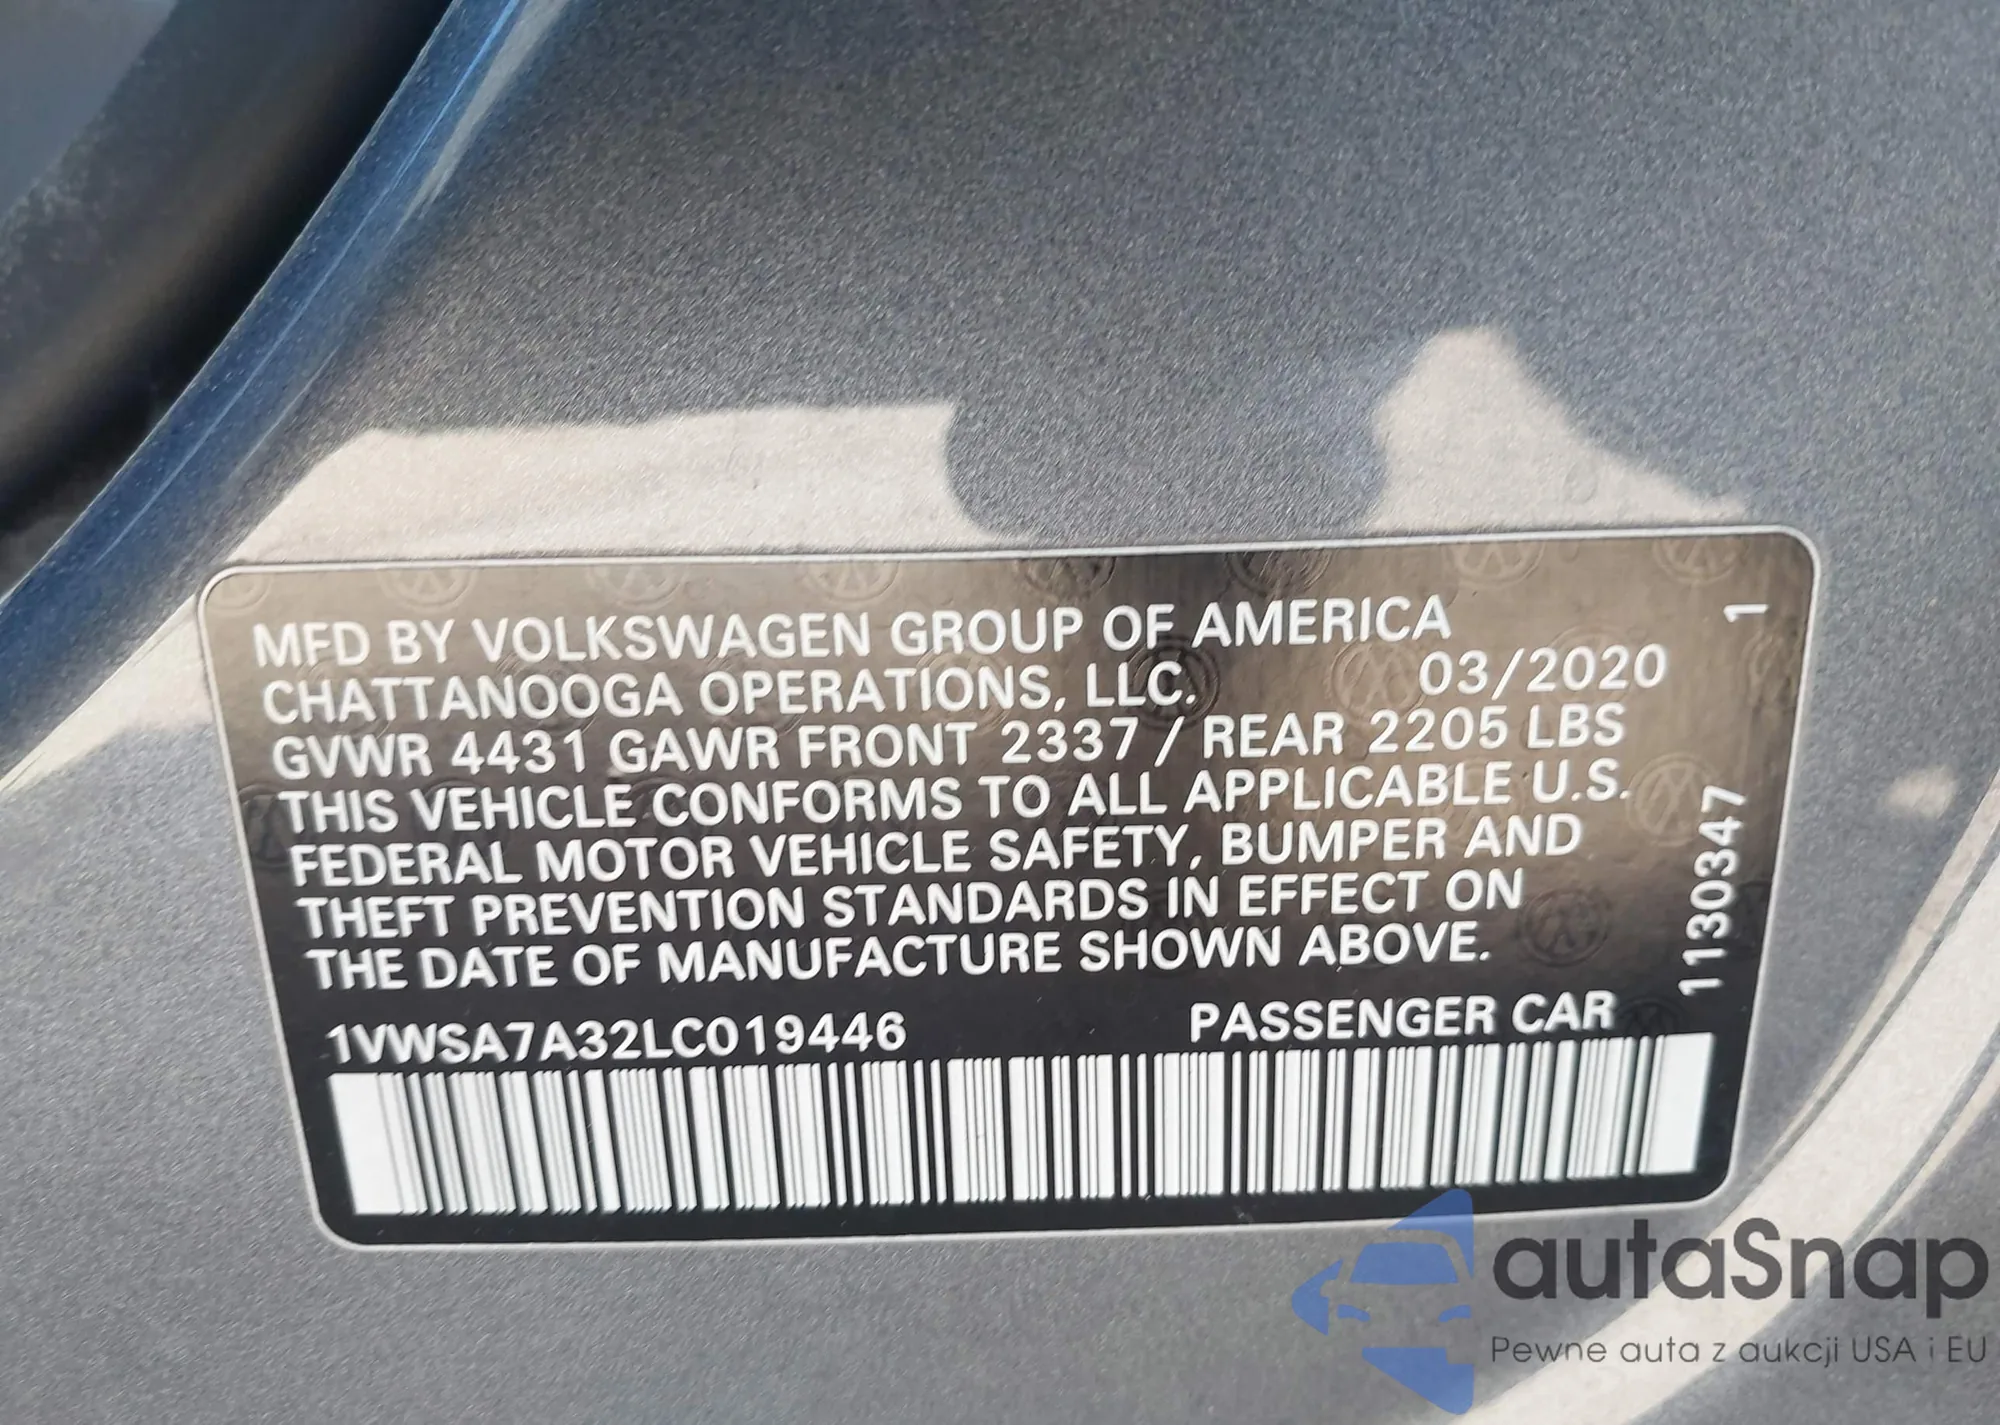 MFD BY VOLKSWAGEN GROUP OF AMERICA
CHATTANOOGA OPERATIONS, LLC. 03/2020
GVWR 4431 GAWR FRONT 2337 / REAR 2205 LBS
THIS VEHICLE CONFORMS TO ALL APPLICABLE U.S.
FEDERAL MOTOR VEHICLE SAFETY, BUMPER AND
THEFT PREVENTION STANDARDS IN EFFECT ON
THE DATE OF MANUFACTURE SHOWN ABOVE.
1VWSA7A32LC019446 PASSENGER CAR
1130347 1
autaSnap
Pewne auta z aukcji USA i EU